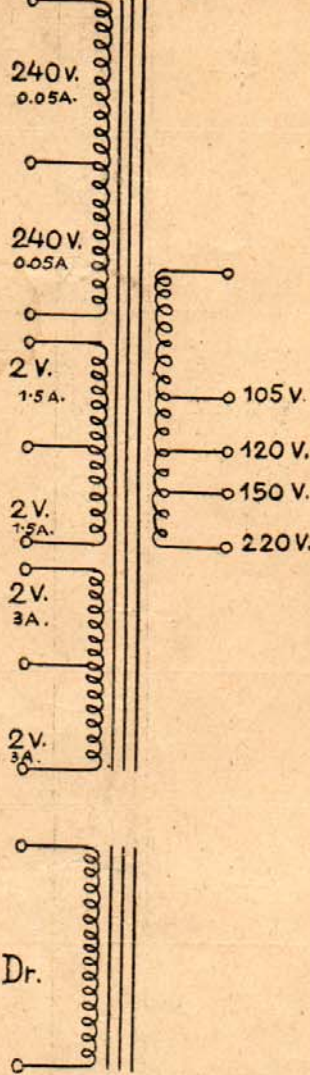 240 V.
0.05A.
240 V.
0.05A
2 V.
1·5 A.
2 V.
1·5A.
2 V.
3A.
2 V.
3A.
105 V.
120 V.
150 V.
220 V.
Dr.